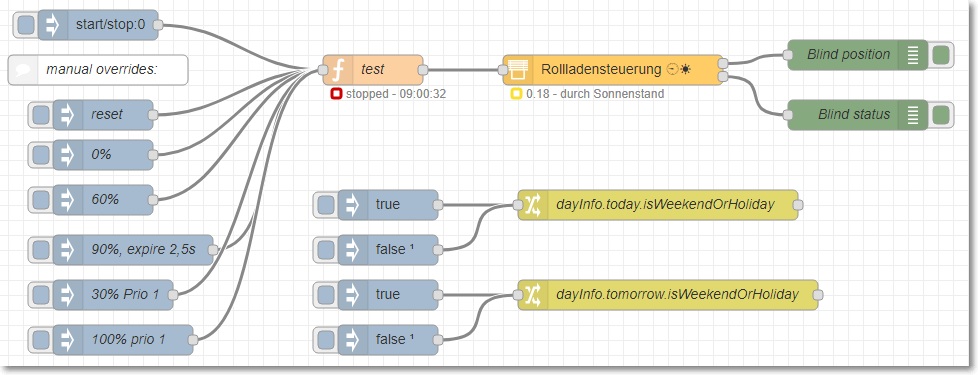 start/stop:0
manual overrides:
reset
0%
60%
90%, expire 2,5s
30% Prio 1
100% prio 1
test
stopped - 09:00:32
Rollladensteuerung 🕘☀
0.18 - durch Sonnenstand
Blind position
Blind status
true
false ¹
dayInfo.today.isWeekendOrHoliday
true
false ¹
dayInfo.tomorrow.isWeekendOrHoliday